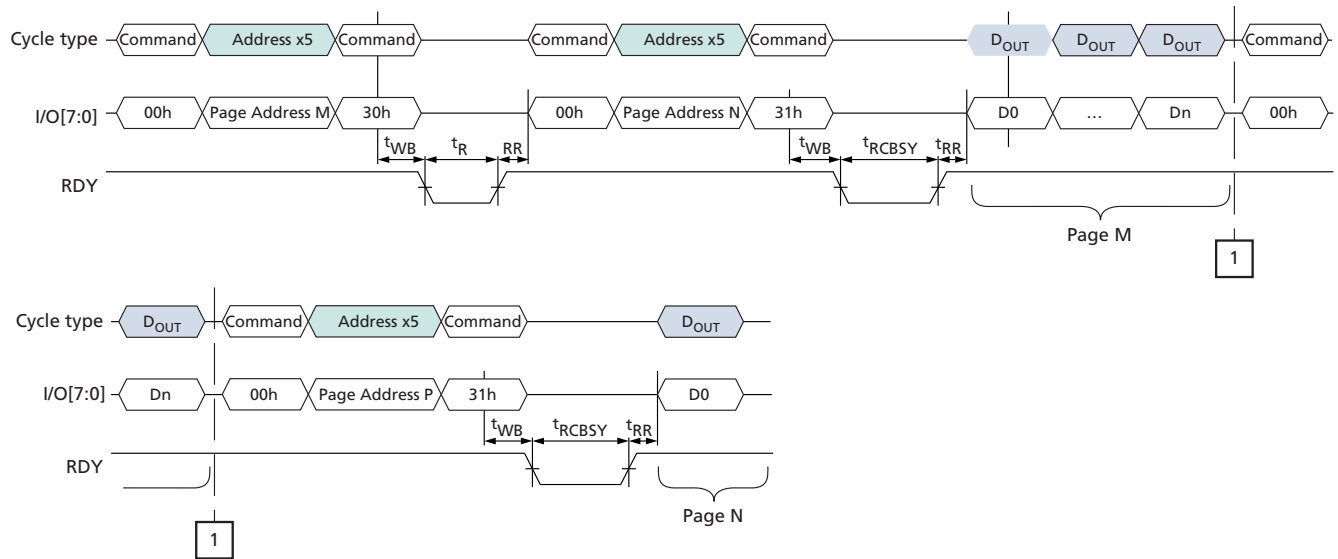 Cycle type Command Address x5 Command Command Address x5 Command DOUT DOUT DOUT Command
I/O[7:0] 00h Page Address M 30h 00h Page Address N 31h D0 ... Dn 00h
tWB tR RR tWB tRCBSY tRR
RDY
Page M
1
Cycle type DOUT Command Address x5 Command DOUT
I/O[7:0] Dn 00h Page Address P 31h D0
tWB tRCBSY tRR
RDY
Page N
1